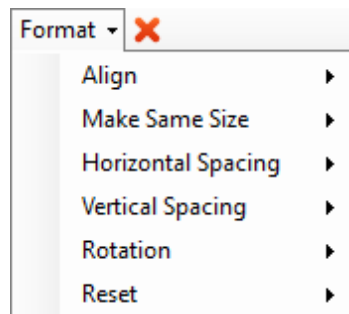 Format
Align
Make Same Size
Horizontal Spacing
Vertical Spacing
Rotation
Reset